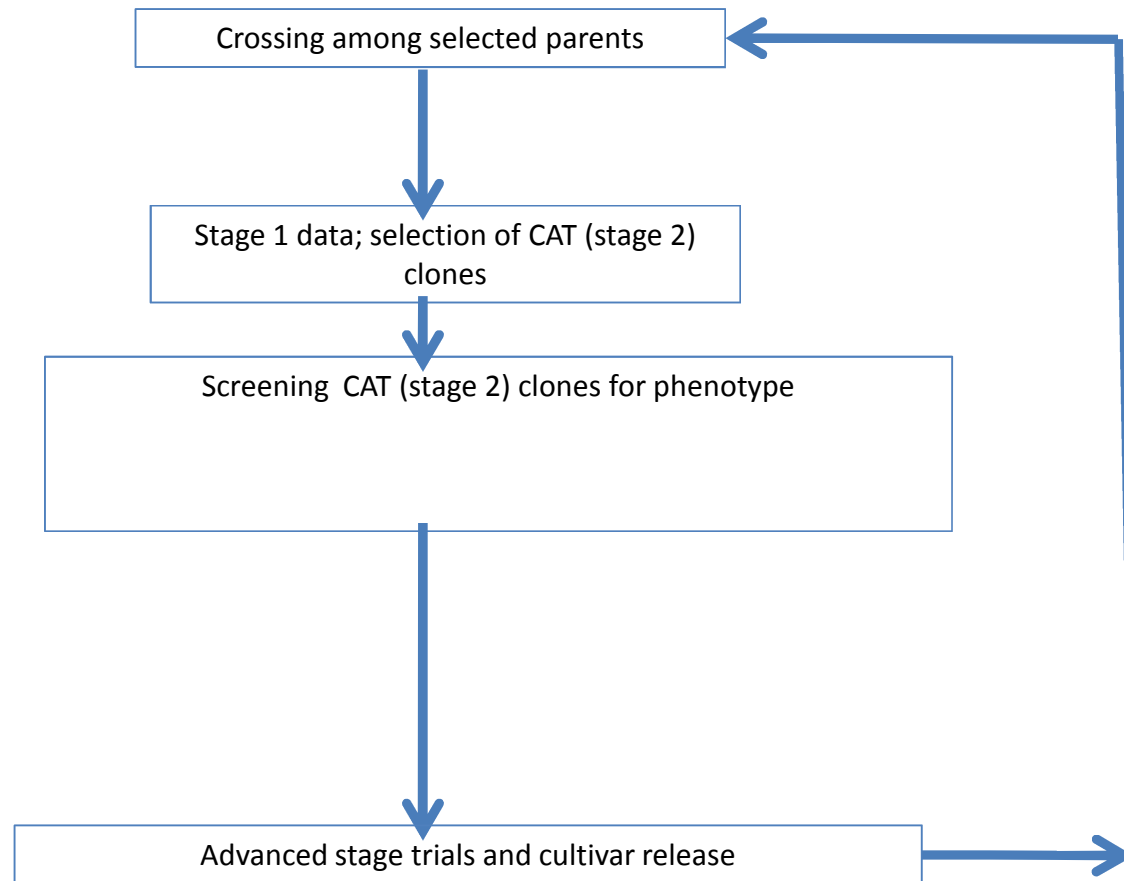 Crossing among selected parents
Stage 1 data; selection of CAT (stage 2)
clones
Screening  CAT (stage 2) clones for phenotype
Advanced stage trials and cultivar release